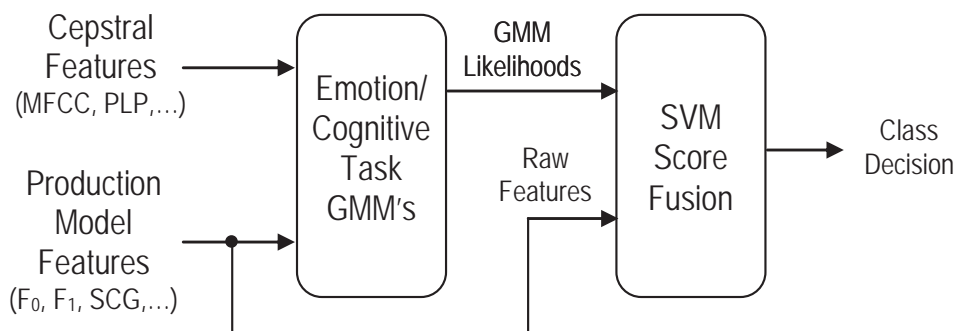 Cepstral
Features
(MFCC, PLP,...)
Production
Model
Features
(F₀, F₁, SCG,...)
Emotion/
Cognitive
Task
GMM's
GMM
Likelihoods
Raw
Features
SVM
Score
Fusion
Class
Decision